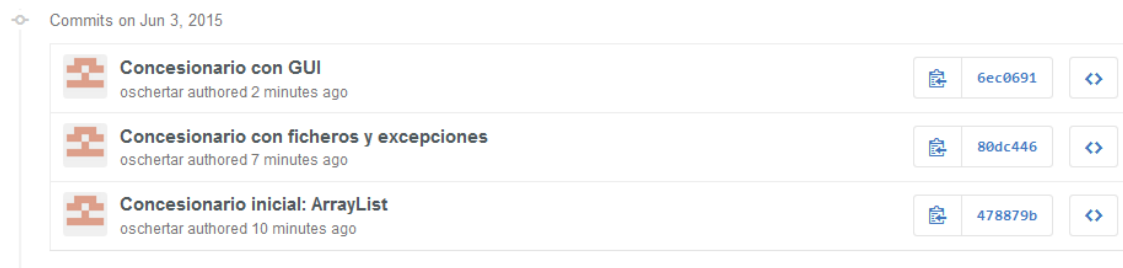 Commits on Jun 3, 2015
Concesionario con GUI
oschertar authored 2 minutes ago
6ec0691
Concesionario con ficheros y excepciones
oschertar authored 7 minutes ago
80dc446
Concesionario inicial: ArrayList
oschertar authored 10 minutes ago
478879b